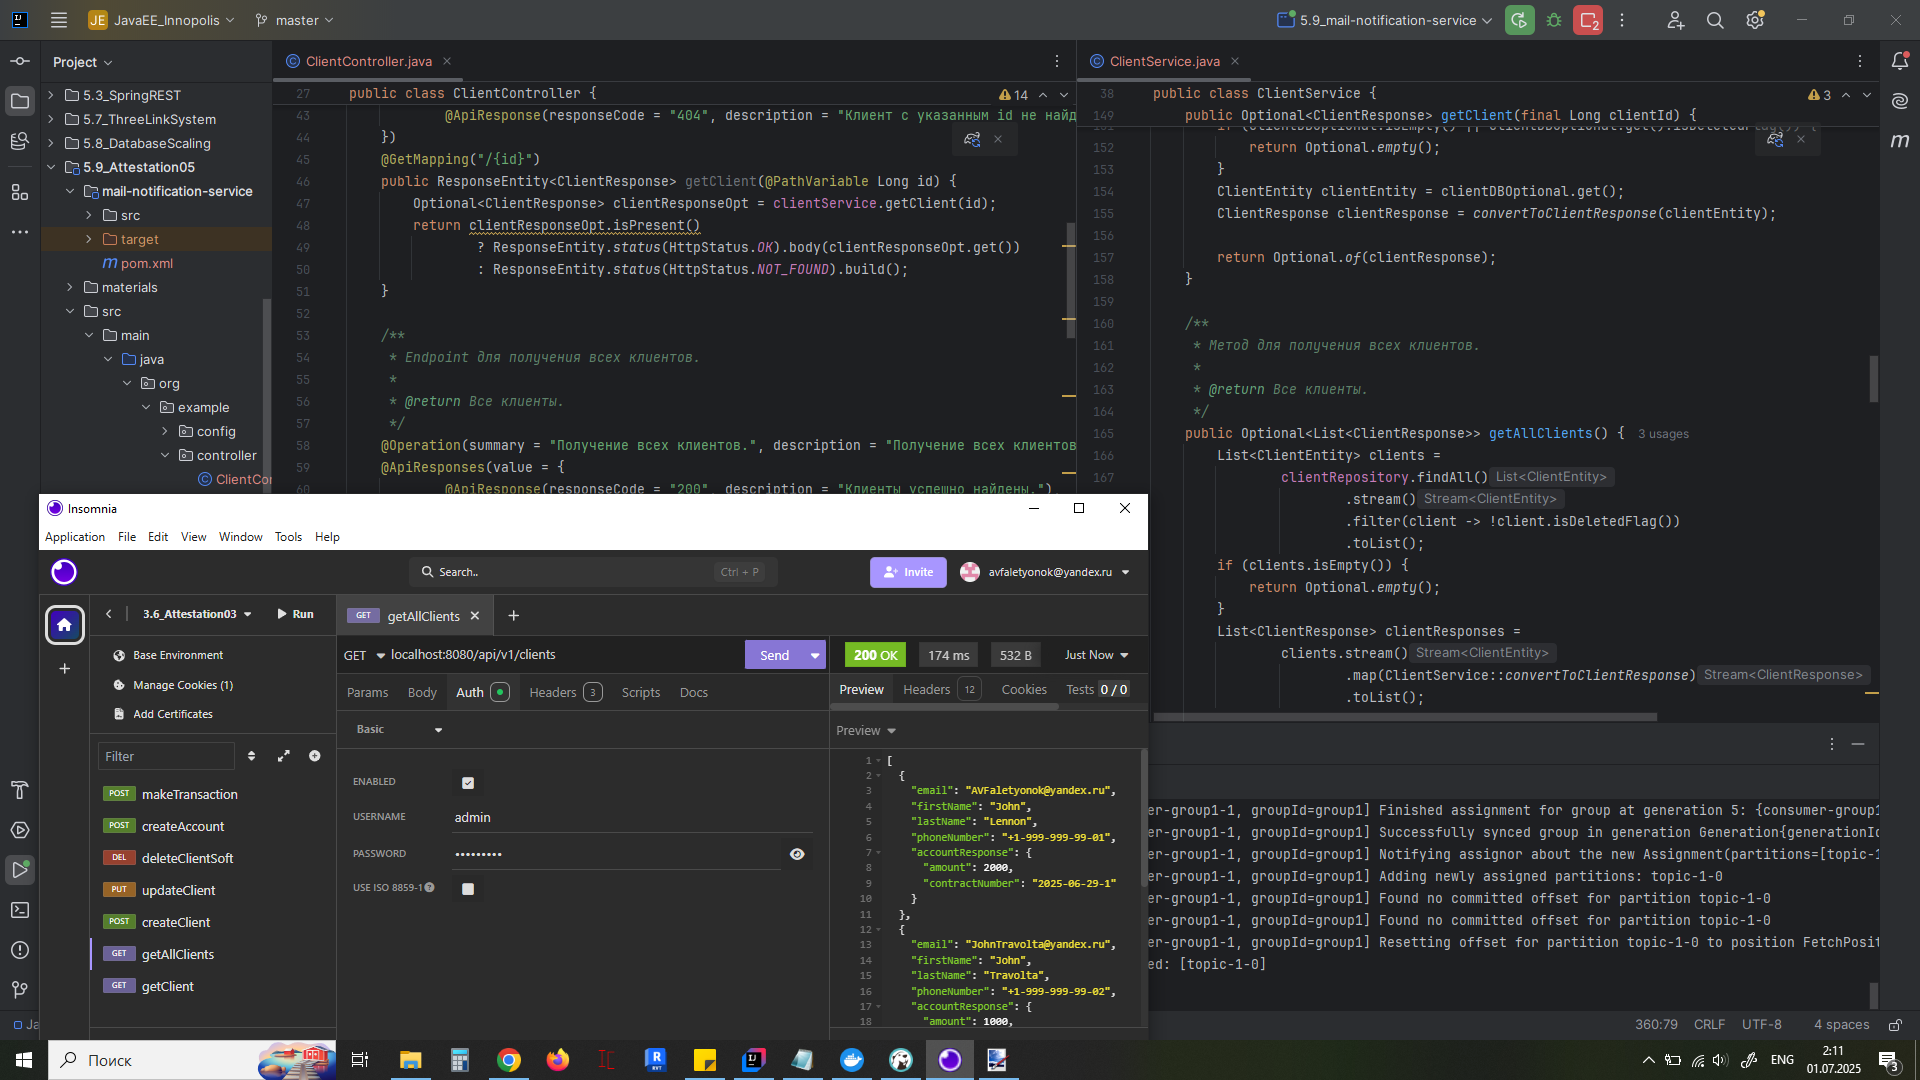 JE JavaEE_Innopolis master
5.9_mail-notification-service
2
Project
5.3_SpringREST
5.7_ThreeLinkSystem
5.8_DatabaseScaling
5.9_Attestation05
mail-notification-service
src
target
pom.xml
materials
src
main
java
org
example
config
controller
ClientCo
ClientController.java
27 public class ClientController {
14
43 @ApiResponse(responseCode = "404", description = "Клиент с указанным id не найд
44 })
45 @GetMapping("/{id}")
46 public ResponseEntity<ClientResponse> getClient(@PathVariable Long id) {
47 Optional<ClientResponse> clientResponseOpt = clientService.getClient(id);
48 return clientResponseOpt.isPresent()
49 ? ResponseEntity.status(HttpStatus.OK).body(clientResponseOpt.get())
50 : ResponseEntity.status(HttpStatus.NOT_FOUND).build();
51 }
52
53 /**
54 * Endpoint для получения всех клиентов.
55 *
56 * @return Все клиенты.
57 */
58 @Operation(summary = "Получение всех клиентов.", description = "Получение всех клиентов
59 @ApiResponses(value = {
60 @ApiResponse(responseCode = "200", description = "Клиенты успешно найдены."),
ClientService.java
38 public class ClientService {
3
149 public Optional<ClientResponse> getClient(final Long clientId) {
152 return Optional.empty();
153 }
154 ClientEntity clientEntity = clientDBOptional.get();
155 ClientResponse clientResponse = convertToClientResponse(clientEntity);
156
157 return Optional.of(clientResponse);
158 }
159
160 /**
161 * Метод для получения всех клиентов.
162 *
163 * @return Все клиенты.
164 */
165 public Optional<List<ClientResponse>> getAllClients() { 3 usages
166 List<ClientEntity> clients =
167 clientRepository.findAll() List<ClientEntity>
.stream() Stream<ClientEntity>
.filter(client -> !client.isDeletedFlag())
.toList();
if (clients.isEmpty()) {
return Optional.empty();
}
List<ClientResponse> clientResponses =
clients.stream() Stream<ClientEntity>
.map(ClientService::convertToClientResponse) Stream<ClientResponse>
.toList();
Insomnia
Application File Edit View Window Tools Help
Search.. Ctrl + P
Invite
avfaletyonok@yandex.ru
3.6_Attestation03 Run
Base Environment
Manage Cookies (1)
Add Certificates
Filter
POST makeTransaction
POST createAccount
DEL deleteClientSoft
PUT updateClient
POST createClient
GET getAllClients
GET getClient
GET getAllClients
GET localhost:8080/api/v1/clients Send
Params Body Auth Headers 3 Scripts Docs
Basic
ENABLED
USERNAME admin
PASSWORD •••••••••
USE ISO 8859-1
200 OK 174 ms 532 B Just Now
Preview Headers 12 Cookies Tests 0 / 0
Preview
1 [
2 {
3 "email": "AVFaletyonok@yandex.ru",
4 "firstName": "John",
5 "lastName": "Lennon",
6 "phoneNumber": "+1-999-999-99-01",
7 "accountResponse": {
8 "amount": 2000,
9 "contractNumber": "2025-06-29-1"
10 }
11 },
12 {
13 "email": "JohnTravolta@yandex.ru",
14 "firstName": "John",
15 "lastName": "Travolta",
16 "phoneNumber": "+1-999-999-99-02",
17 "accountResponse": {
18 "amount": 1000,
er-group1-1, groupId=group1] Finished assignment for group at generation 5: {consumer-group1
er-group1-1, groupId=group1] Successfully synced group in generation Generation{generationId
er-group1-1, groupId=group1] Notifying assignor about the new Assignment(partitions=[topic-1
er-group1-1, groupId=group1] Adding newly assigned partitions: topic-1-0
er-group1-1, groupId=group1] Found no committed offset for partition topic-1-0
er-group1-1, groupId=group1] Found no committed offset for partition topic-1-0
er-group1-1, groupId=group1] Resetting offset for partition topic-1-0 to position FetchPosit
ed: [topic-1-0]
Ja
360:79 CRLF UTF-8 4 spaces
Поиск
ENG
2:11
01.07.2025
3